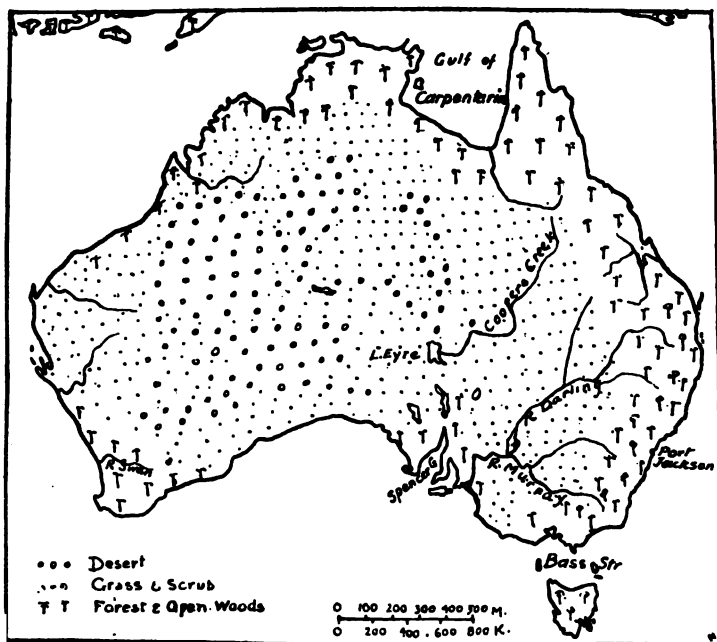 Gulf of
Carpentaria
Coopers Creek
L. Eyre
R. Darling
R. Swan
Spencer G.
R. Murray
Port
Jackson
Bass Str
Desert
Grass & Scrub
Forest & Open Woods
0 100 200 300 400 500 M.
0 200 400 600 800 K.